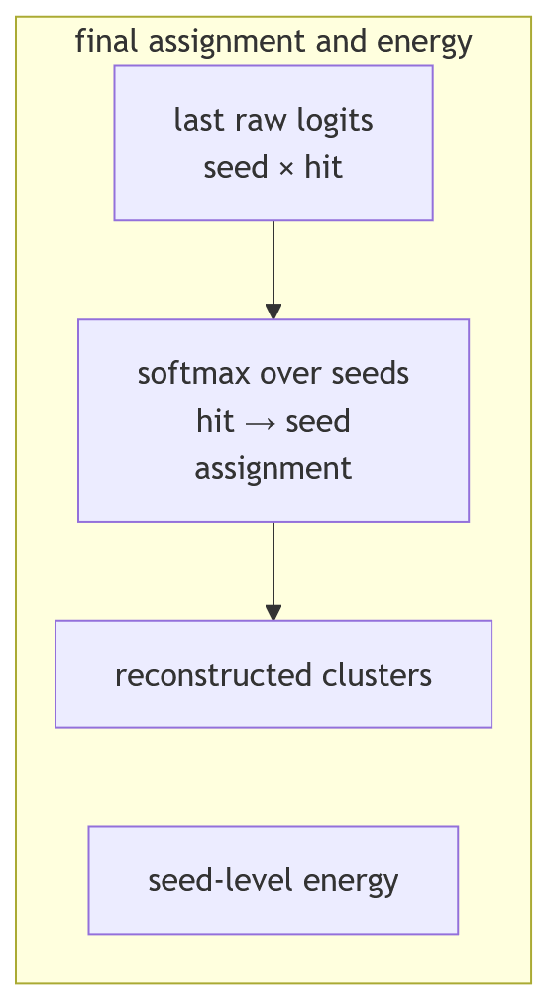 final assignment and energy
last raw logits
seed × hit
softmax over seeds
hit → seed
assignment
reconstructed clusters
seed-level energy